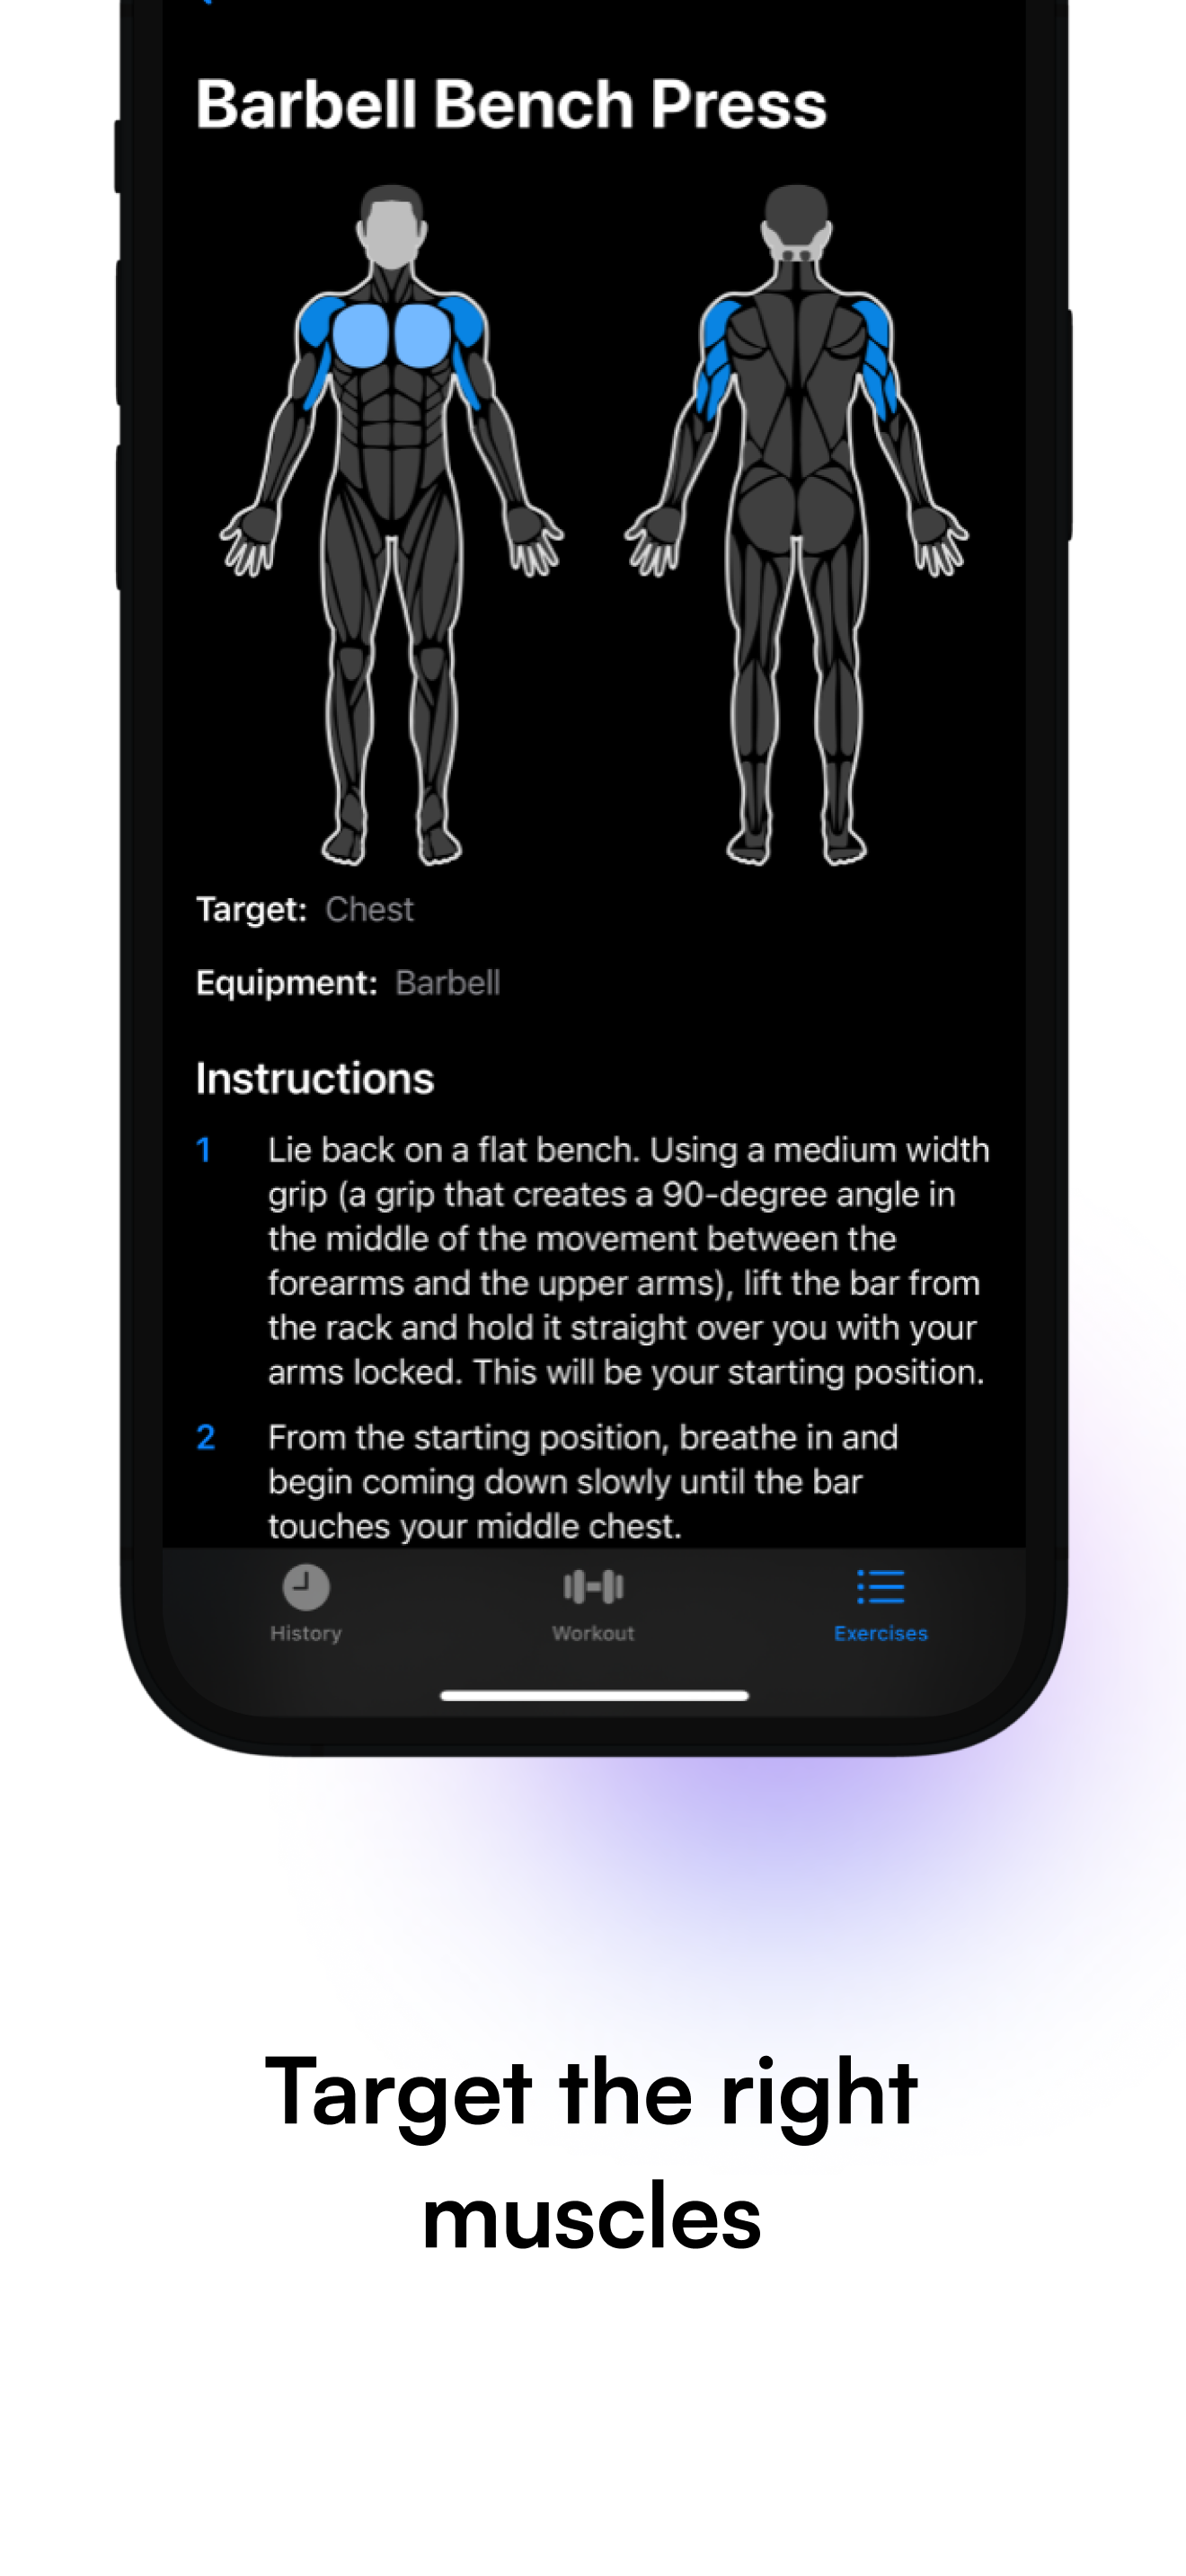 Barbell Bench Press
Target: Chest
Equipment: Barbell
Instructions
1 Lie back on a flat bench. Using a medium width
grip (a grip that creates a 90-degree angle in
the middle of the movement between the
forearms and the upper arms), lift the bar from
the rack and hold it straight over you with your
arms locked. This will be your starting position.
2 From the starting position, breathe in and
begin coming down slowly until the bar
touches your middle chest.
History Workout Exercises
Target the right
muscles